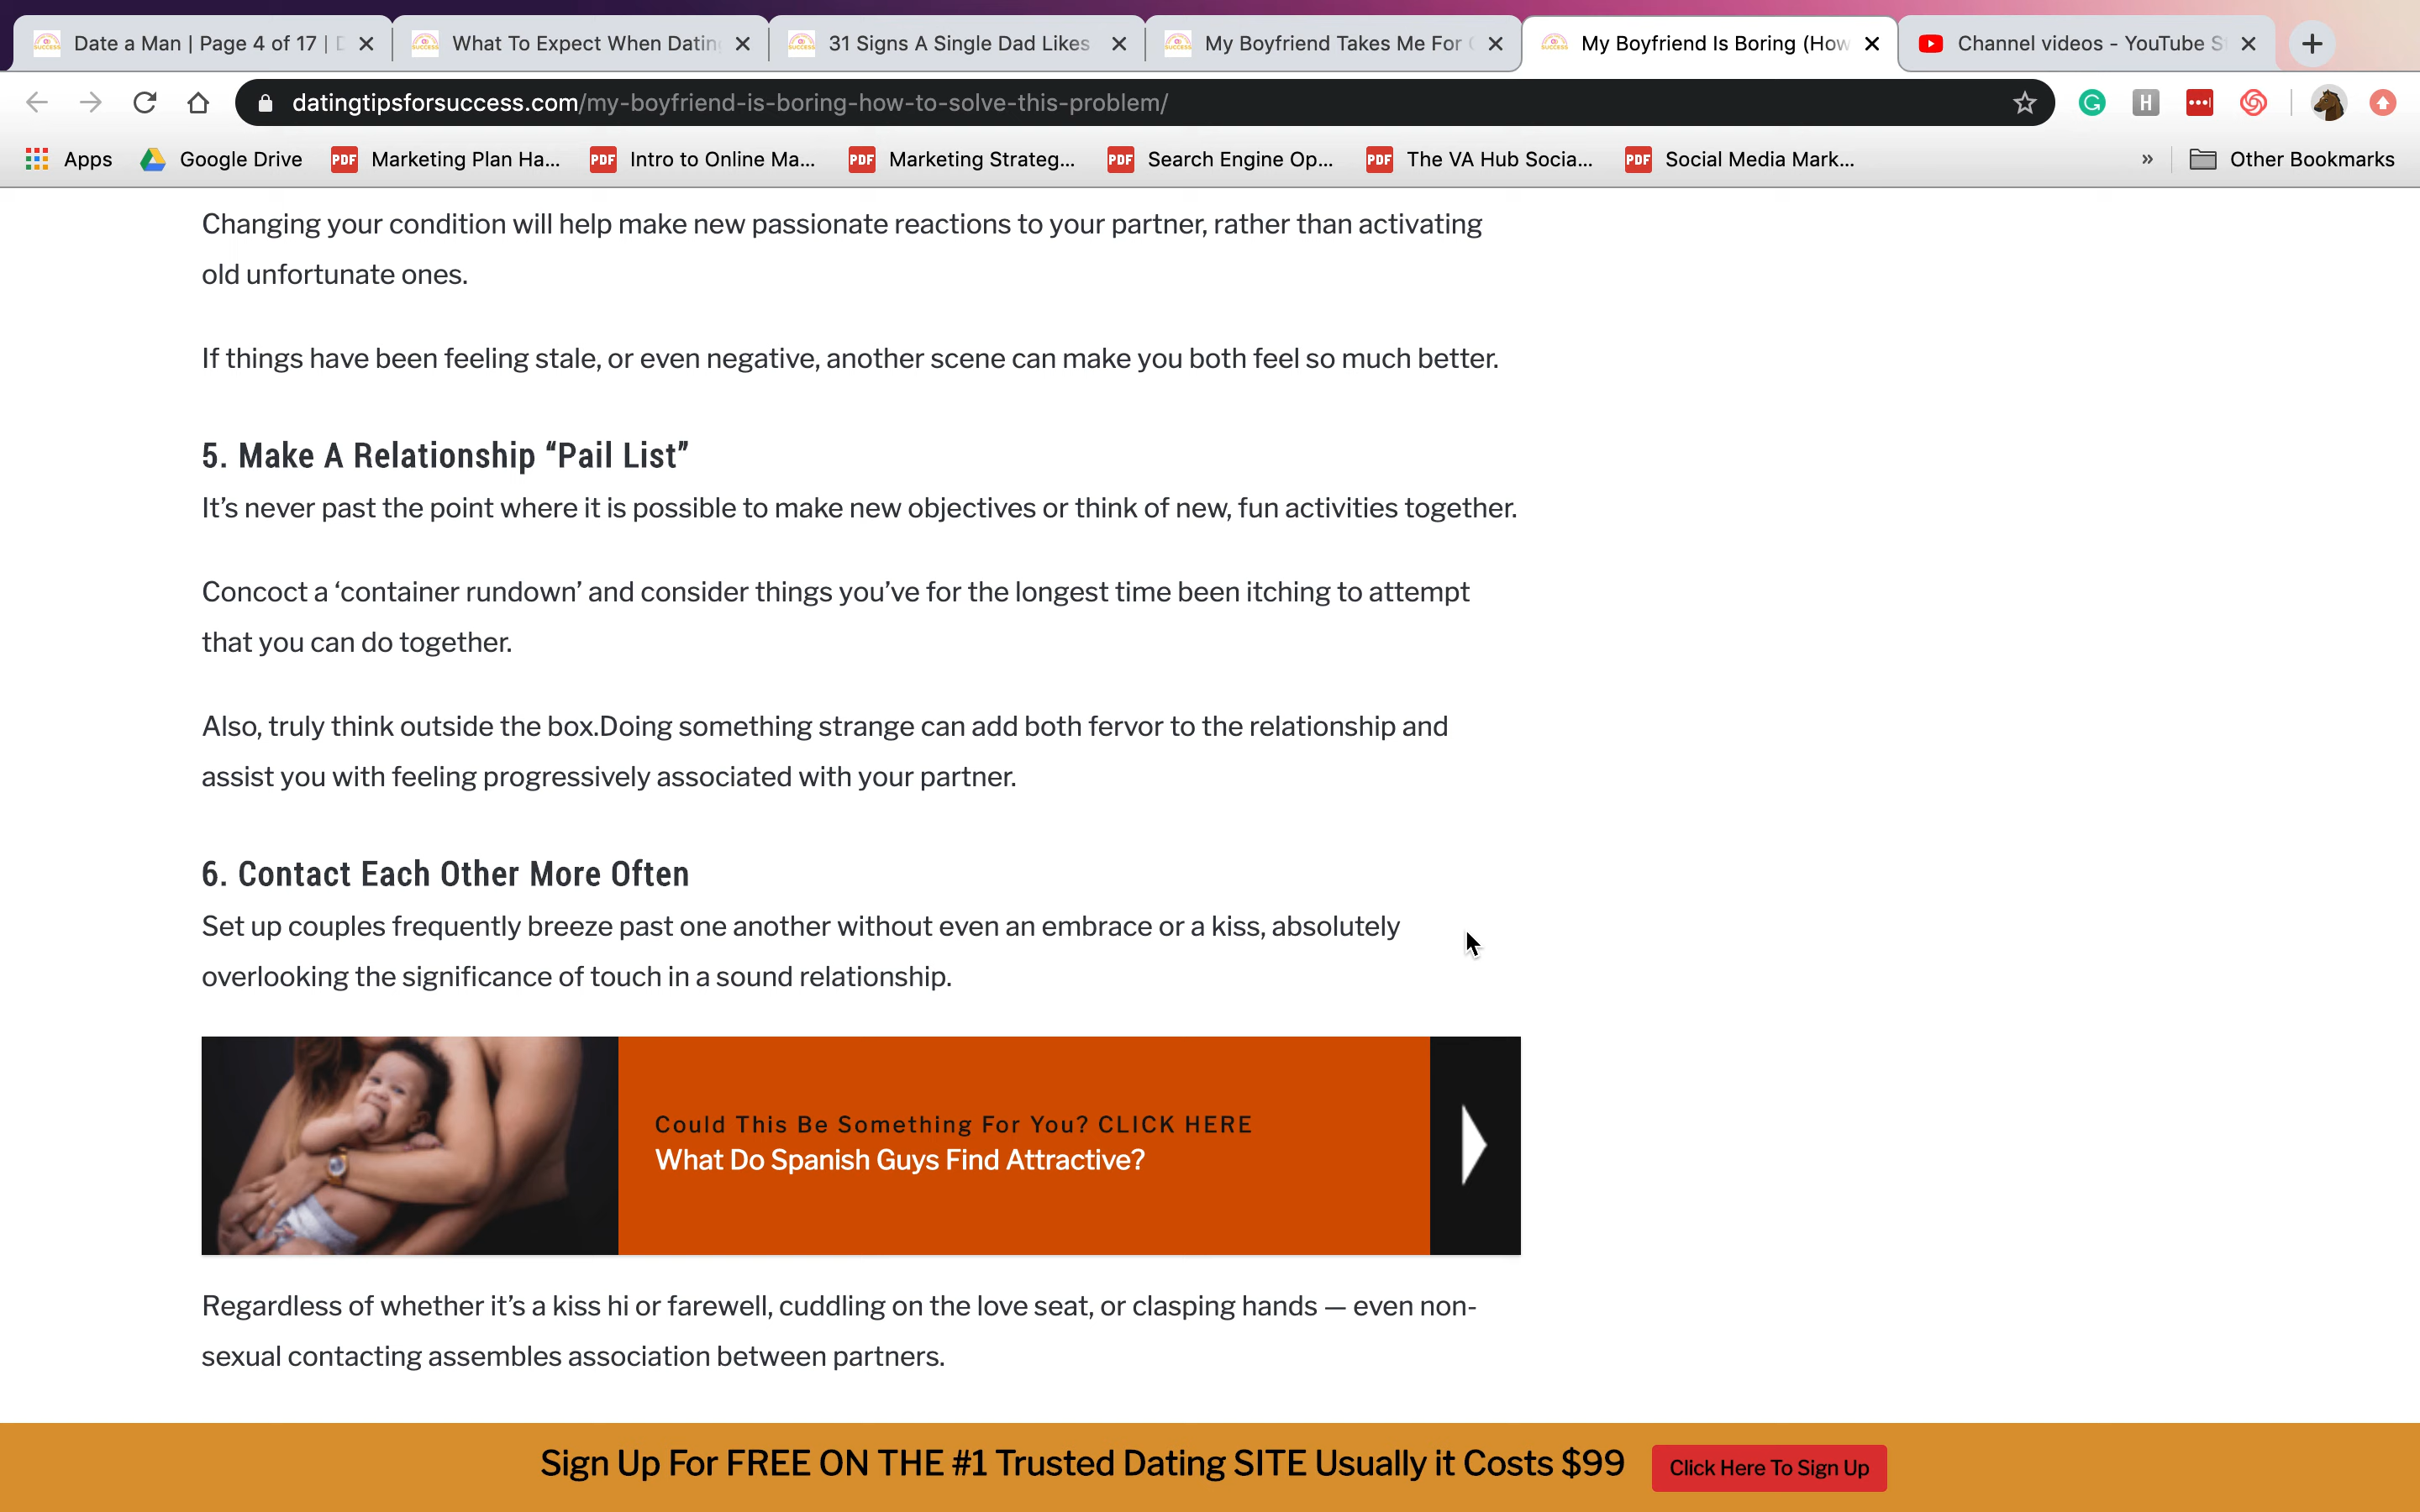 Date a Man | Page 4 of 17 |
What To Expect When Datin
31 Signs A Single Dad Likes
My Boyfriend Takes Me For
My Boyfriend Is Boring (How
Channel videos - YouTube S
datingtipsforsuccess.com/my-boyfriend-is-boring-how-to-solve-this-problem/
Apps
Google Drive
PDF Marketing Plan Ha...
PDF Intro to Online Ma...
PDF Marketing Strateg...
PDF Search Engine Op...
PDF The VA Hub Socia...
PDF Social Media Mark...
»
Other Bookmarks
Changing your condition will help make new passionate reactions to your partner, rather than activating
old unfortunate ones.
If things have been feeling stale, or even negative, another scene can make you both feel so much better.
5. Make A Relationship “Pail List”
It’s never past the point where it is possible to make new objectives or think of new, fun activities together.
Concoct a ‘container rundown’ and consider things you’ve for the longest time been itching to attempt
that you can do together.
Also, truly think outside the box.Doing something strange can add both fervor to the relationship and
assist you with feeling progressively associated with your partner.
6. Contact Each Other More Often
Set up couples frequently breeze past one another without even an embrace or a kiss, absolutely
overlooking the significance of touch in a sound relationship.
Could This Be Something For You? CLICK HERE
What Do Spanish Guys Find Attractive?
Regardless of whether it’s a kiss hi or farewell, cuddling on the love seat, or clasping hands — even non-
sexual contacting assembles association between partners.
Sign Up For FREE ON THE #1 Trusted Dating SITE Usually it Costs $99
Click Here To Sign Up